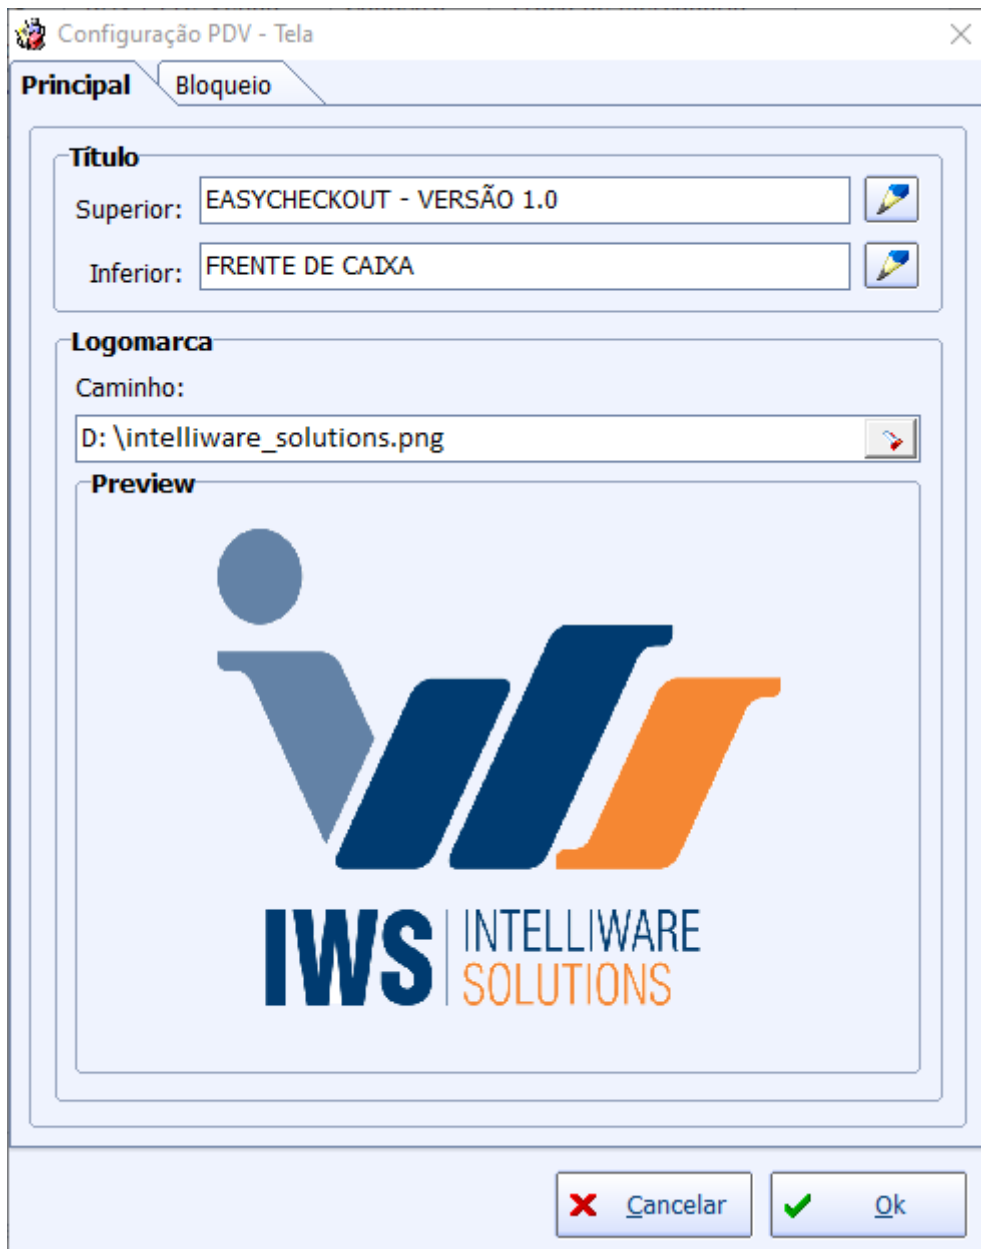 Configuração PDV - Tela
Principal
Bloqueio
Título
Superior: EASYCHECKOUT - VERSÃO 1.0
Inferior: FRENTE DE CAIXA
Logomarca
Caminho:
D: \intelliware_solutions.png
Preview
IWS INTELLIWARE
SOLUTIONS
Cancelar
Ok